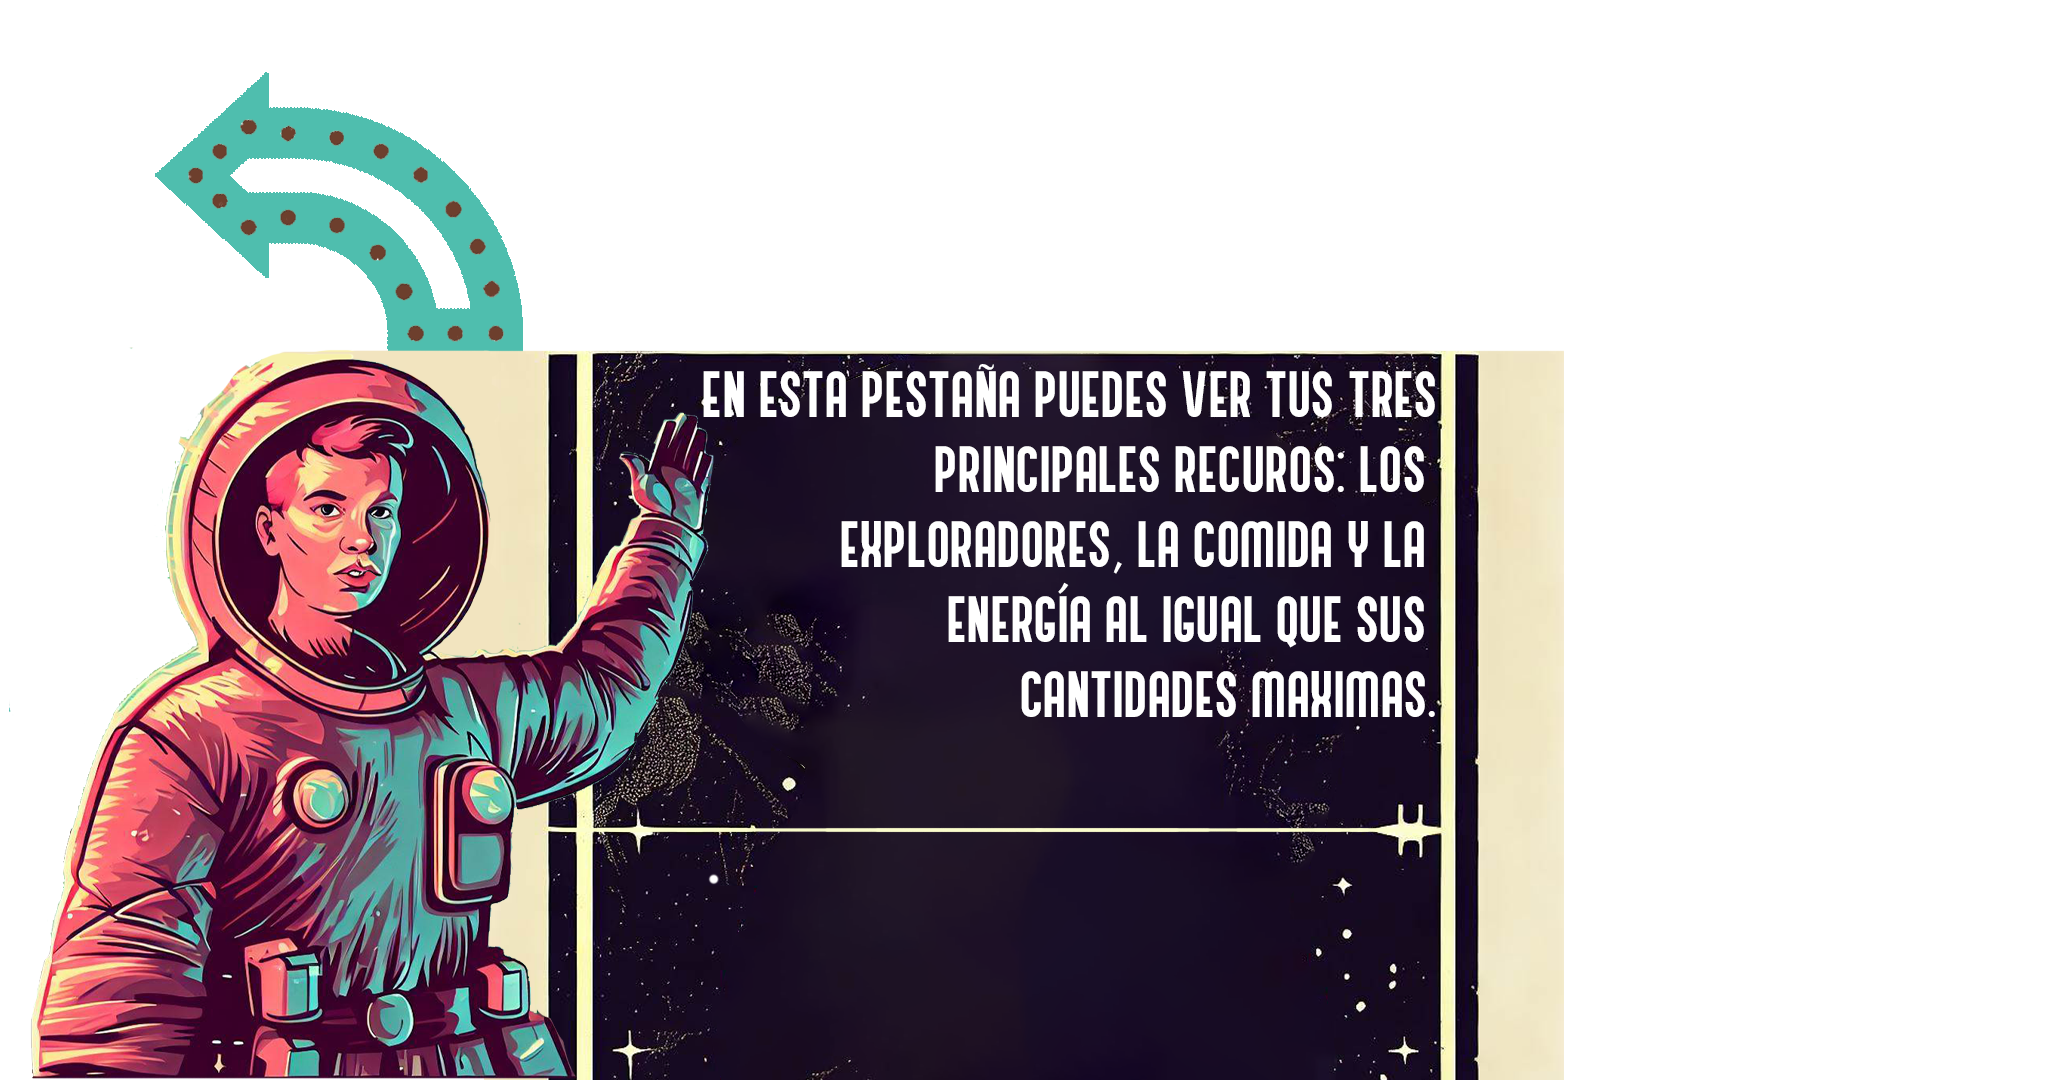 EN ESTA PESTAÑA PUEDES VER TUS TRES
PRINCIPALES RECUROS: LOS
EXPLORADORES, LA COMIDA Y LA
ENERGÍA AL IGUAL QUE SUS
CANTIDADES MAXIMAS.